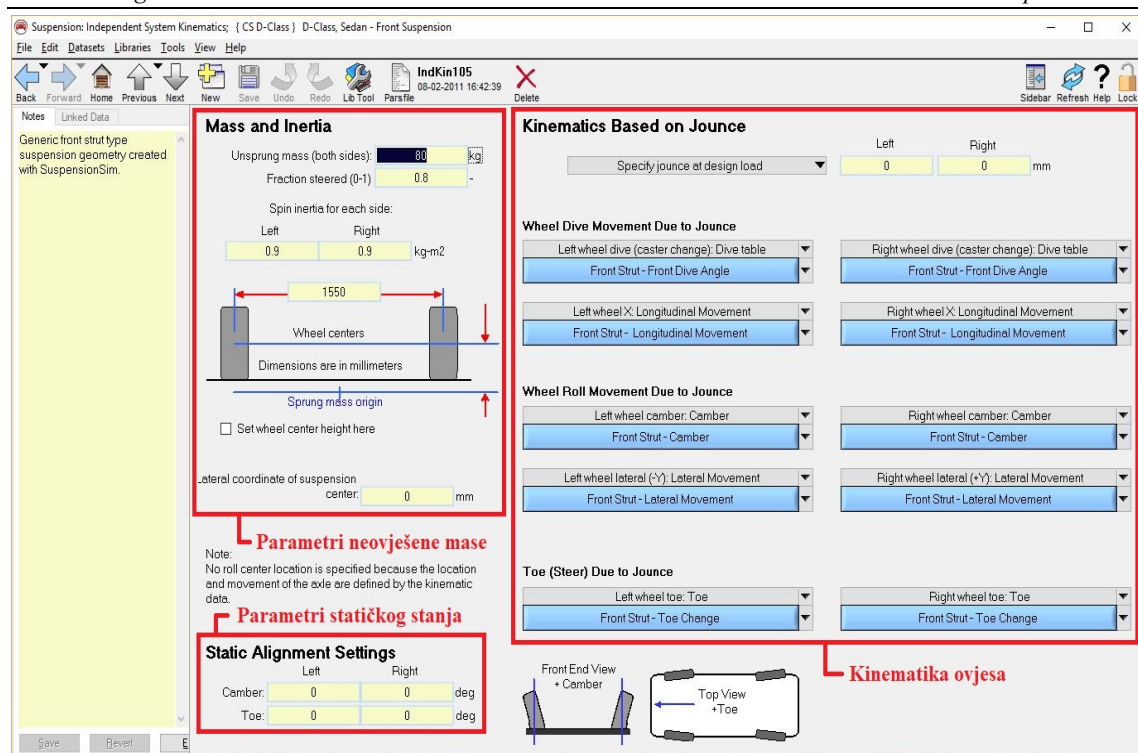 Suspension: Independent System Kinematics; { CS D-Class } D-Class, Sedan - Front Suspension
File Edit Datasets Libraries Tools View Help
IndKin105
08-02-2011 16:42:39
Back Forward Home Previous Next New Save Undo Redo Lib Tool Parsfile Delete Sidebar Refresh Help Lock
Notes Linked Data
Generic front strut type
suspension geometry created
with SuspensionSim.
Mass and Inertia
Unsprung mass (both sides): 80 kg
Fraction steered (0-1) 0.8 -
Spin inertia for each side:
Left Right
0.9 0.9 kg-m2
1550
Wheel centers
Dimensions are in millimeters
Sprung mass origin
Set wheel center height here
Lateral coordinate of suspension
center: 0 mm
Parametri neovješene mase
Note:
No roll center location is specified because the location
and movement of the axle are defined by the kinematic
data.
Parametri statičkog stanja
Static Alignment Settings
Left Right
Camber: 0 0 deg
Toe: 0 0 deg
Kinematics Based on Jounce
Left Right
Specify jounce at design load 0 0 mm
Wheel Dive Movement Due to Jounce
Left wheel dive (caster change): Dive table Right wheel dive (caster change): Dive table
Front Strut - Front Dive Angle Front Strut - Front Dive Angle
Left wheel X: Longitudinal Movement Right wheel X: Longitudinal Movement
Front Strut - Longitudinal Movement Front Strut - Longitudinal Movement
Wheel Roll Movement Due to Jounce
Left wheel camber: Camber Right wheel camber: Camber
Front Strut - Camber Front Strut - Camber
Left wheel lateral (-Y): Lateral Movement Right wheel lateral (+Y): Lateral Movement
Front Strut - Lateral Movement Front Strut - Lateral Movement
Toe (Steer) Due to Jounce
Left wheel toe: Toe Right wheel toe: Toe
Front Strut - Toe Change Front Strut - Toe Change
Kinematika ovjesa
Front End View
+ Camber
Top View
+Toe
Save Revert E